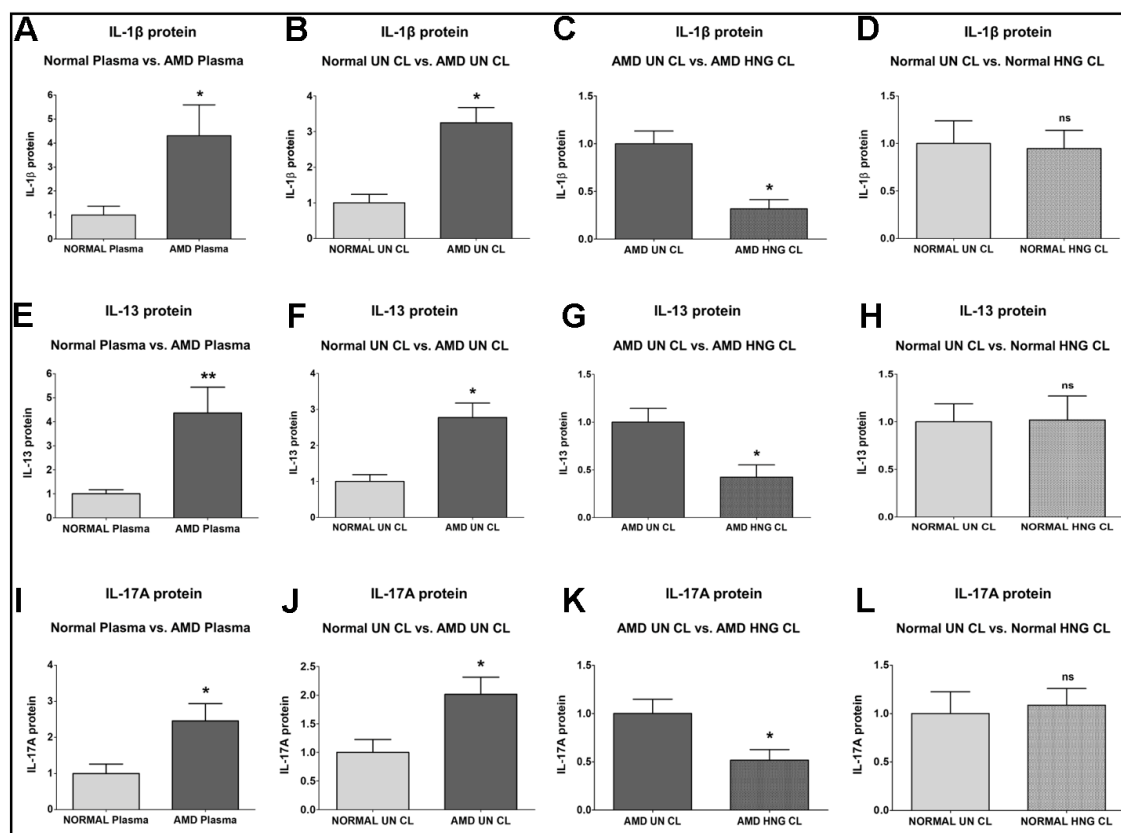 A
IL-1β protein
Normal Plasma vs. AMD Plasma
IL-1β protein
6
5
4
3
2
1
0
*
NORMAL Plasma AMD Plasma
B
IL-1β protein
Normal UN CL vs. AMD UN CL
IL-1β protein
4
3
2
1
0
*
NORMAL UN CL AMD UN CL
C
IL-1β protein
AMD UN CL vs. AMD HNG CL
IL-1β protein
1.5
1.0
0.5
0.0
*
AMD UN CL AMD HNG CL
D
IL-1β protein
Normal UN CL vs. Normal HNG CL
IL-1β protein
1.5
1.0
0.5
0.0
ns
NORMAL UN CL NORMAL HNG CL
E
IL-13 protein
Normal Plasma vs. AMD Plasma
IL-13 protein
6
5
4
3
2
1
0
**
NORMAL Plasma AMD Plasma
F
IL-13 protein
Normal UN CL vs. AMD UN CL
IL-13 protein
4
3
2
1
0
*
NORMAL UN CL AMD UN CL
G
IL-13 protein
AMD UN CL vs. AMD HNG CL
IL-13 protein
1.5
1.0
0.5
0.0
*
AMD UN CL AMD HNG CL
H
IL-13 protein
Normal UN CL vs. Normal HNG CL
IL-13 protein
1.5
1.0
0.5
0.0
ns
NORMAL UN CL NORMAL HNG CL
I
IL-17A protein
Normal Plasma vs. AMD Plasma
IL-17A protein
4
3
2
1
0
*
NORMAL Plasma AMD Plasma
J
IL-17A protein
Normal UN CL vs. AMD UN CL
IL-17A protein
2.5
2.0
1.5
1.0
0.5
0.0
*
NORMAL UN CL AMD UN CL
K
IL-17A protein
AMD UN CL vs. AMD HNG CL
IL-17A protein
1.5
1.0
0.5
0.0
*
AMD UN CL AMD HNG CL
L
IL-17A protein
Normal UN CL vs. Normal HNG CL
IL-17A protein
1.5
1.0
0.5
0.0
ns
NORMAL UN CL NORMAL HNG CL